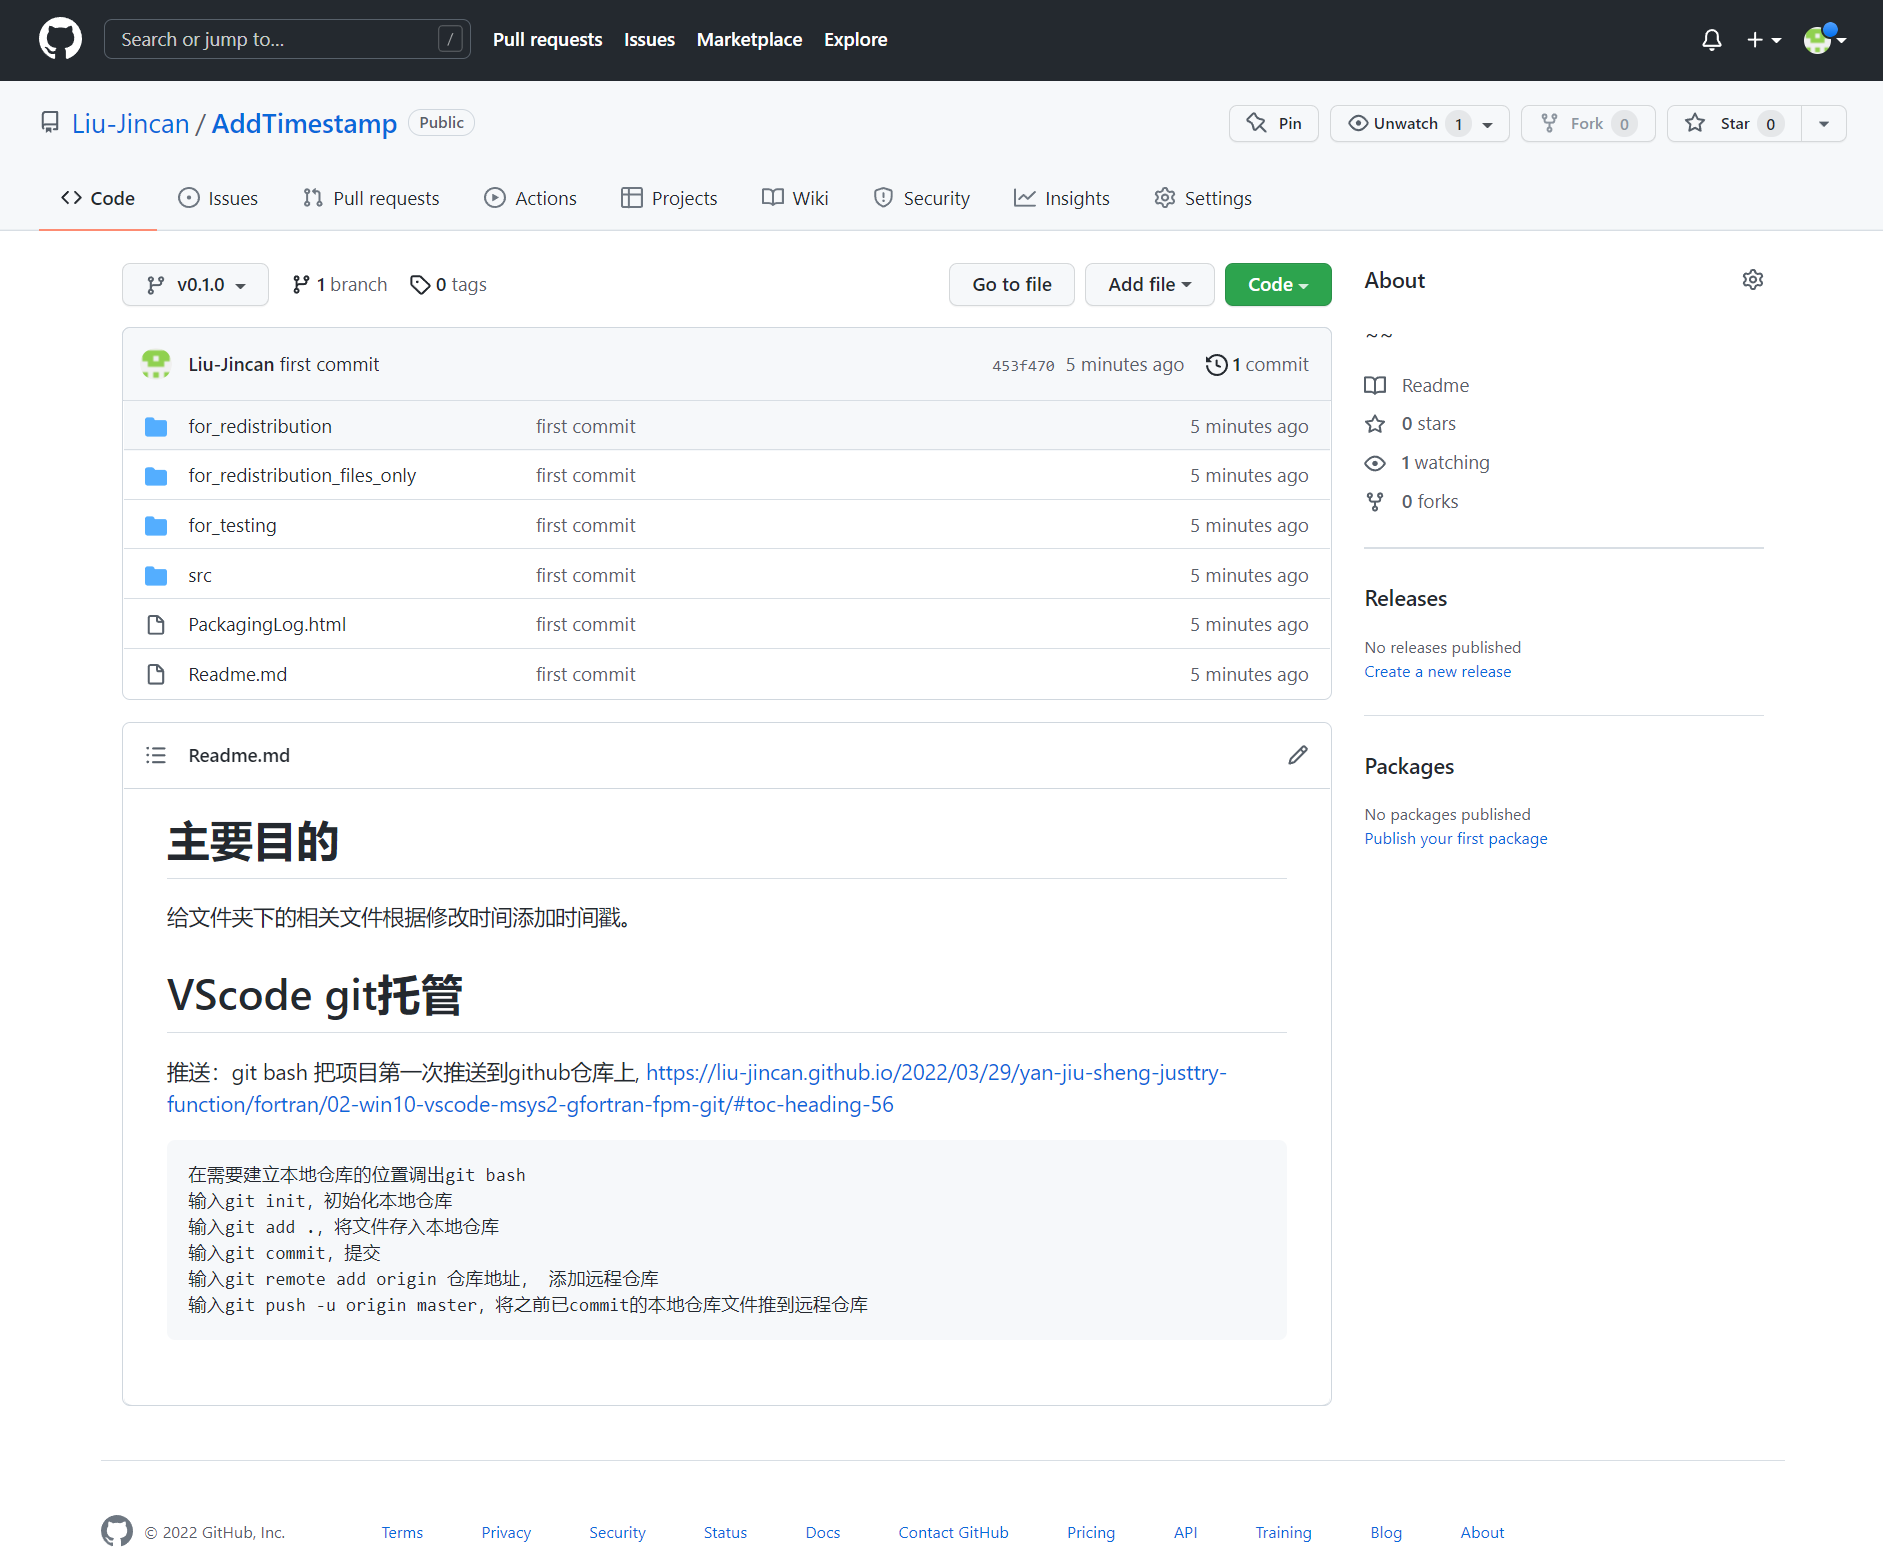 Search or jump to... /
Pull requests Issues Marketplace Explore
Liu-Jincan / AddTimestamp Public
Pin Unwatch 1 Fork 0 Star 0
Code Issues Pull requests Actions Projects Wiki Security Insights Settings
v0.1.0 1 branch 0 tags Go to file Add file Code
Liu-Jincan first commit 453f470 5 minutes ago 1 commit
for_redistribution first commit 5 minutes ago
for_redistribution_files_only first commit 5 minutes ago
for_testing first commit 5 minutes ago
src first commit 5 minutes ago
PackagingLog.html first commit 5 minutes ago
Readme.md first commit 5 minutes ago
Readme.md
主要目的
给文件夹下的相关文件根据修改时间添加时间戳。
VScode git托管
推送：git bash 把项目第一次推送到github仓库上, https://liu-jincan.github.io/2022/03/29/yan-jiu-sheng-justtry-
function/fortran/02-win10-vscode-msys2-gfortran-fpm-git/#toc-heading-56
在需要建立本地仓库的位置调出git bash
输入git init，初始化本地仓库
输入git add .，将文件存入本地仓库
输入git commit，提交
输入git remote add origin 仓库地址， 添加远程仓库
输入git push -u origin master，将之前已commit的本地仓库文件推到远程仓库
About
~~
Readme
0 stars
1 watching
0 forks
Releases
No releases published
Create a new release
Packages
No packages published
Publish your first package
© 2022 GitHub, Inc. Terms Privacy Security Status Docs Contact GitHub Pricing API Training Blog About